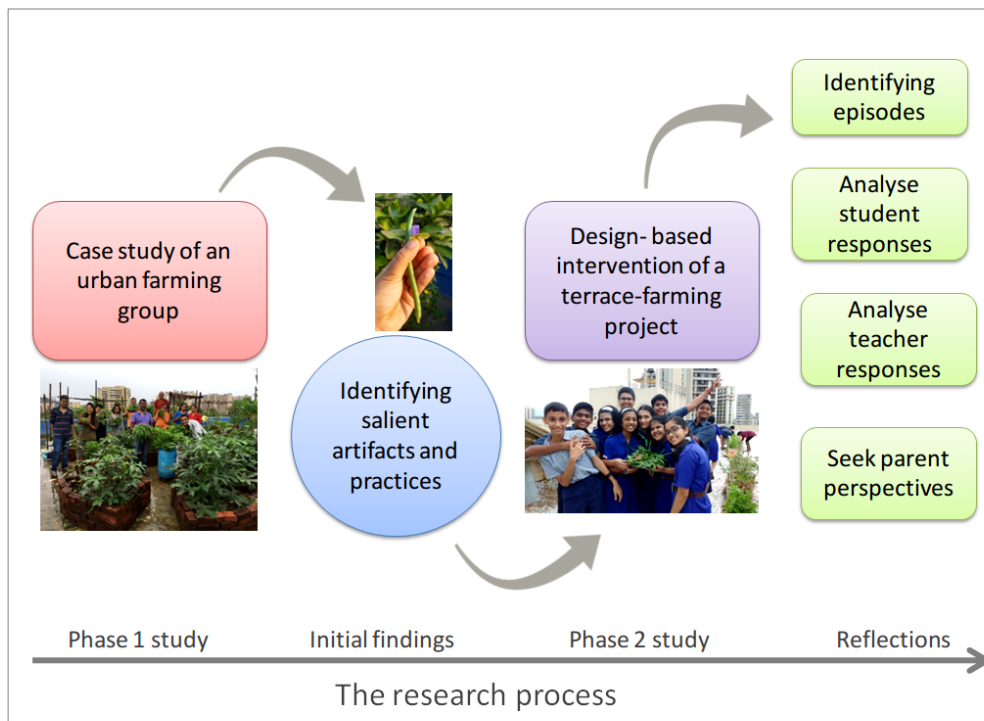 Case study of an
urban farming
group
Identifying
salient
artifacts and
practices
Design- based
intervention of a
terrace-farming
project
Identifying
episodes
Analyse
student
responses
Analyse
teacher
responses
Seek parent
perspectives
Phase 1 study
Initial findings
Phase 2 study
Reflections
The research process